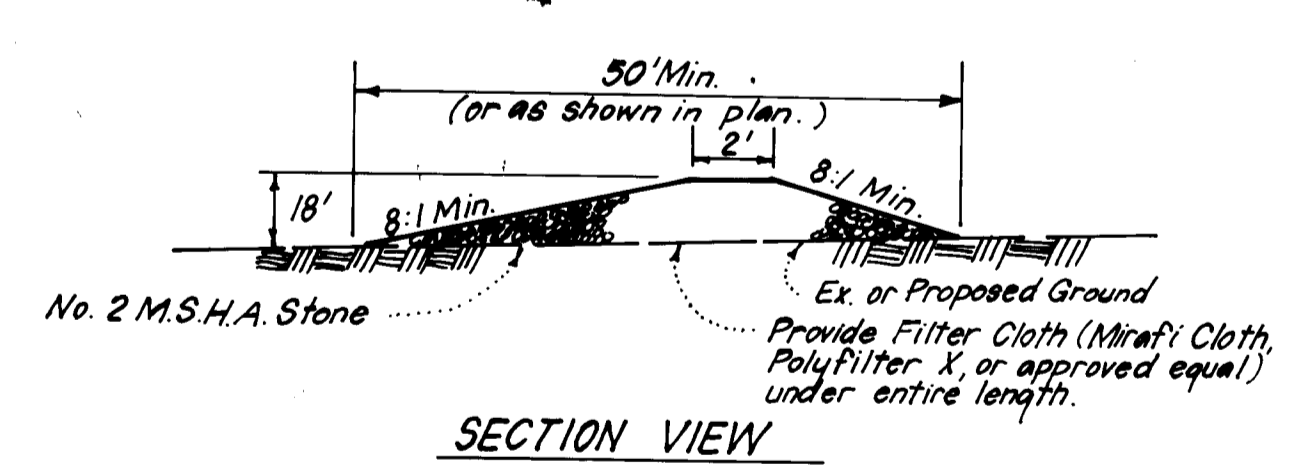 50' Min.
(or as shown in plan.)
2'
18'
8:1 Min.
8:1 Min.
No. 2 M.S.H.A. Stone
Ex. or Proposed Ground
Provide Filter Cloth (Mirafi Cloth,
Polyfilter X, or approved equal)
under entire length.
SECTION VIEW